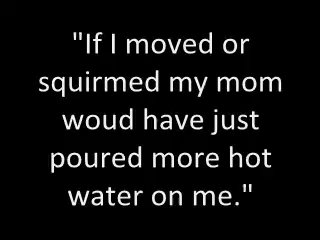 "If I moved or
squirmed my mom
woud have just
poured more hot
water on me."